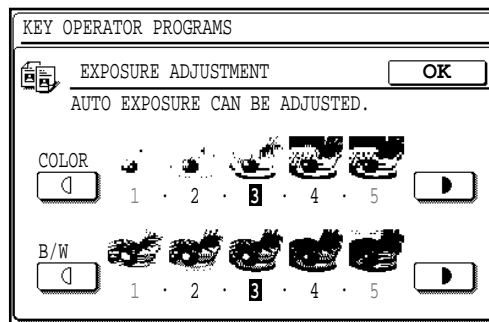 KEY OPERATOR PROGRAMS
EXPOSURE ADJUSTMENT OK
AUTO EXPOSURE CAN BE ADJUSTED.
COLOR
1 · 2 · 3 · 4 · 5
B/W
1 · 2 · 3 · 4 · 5